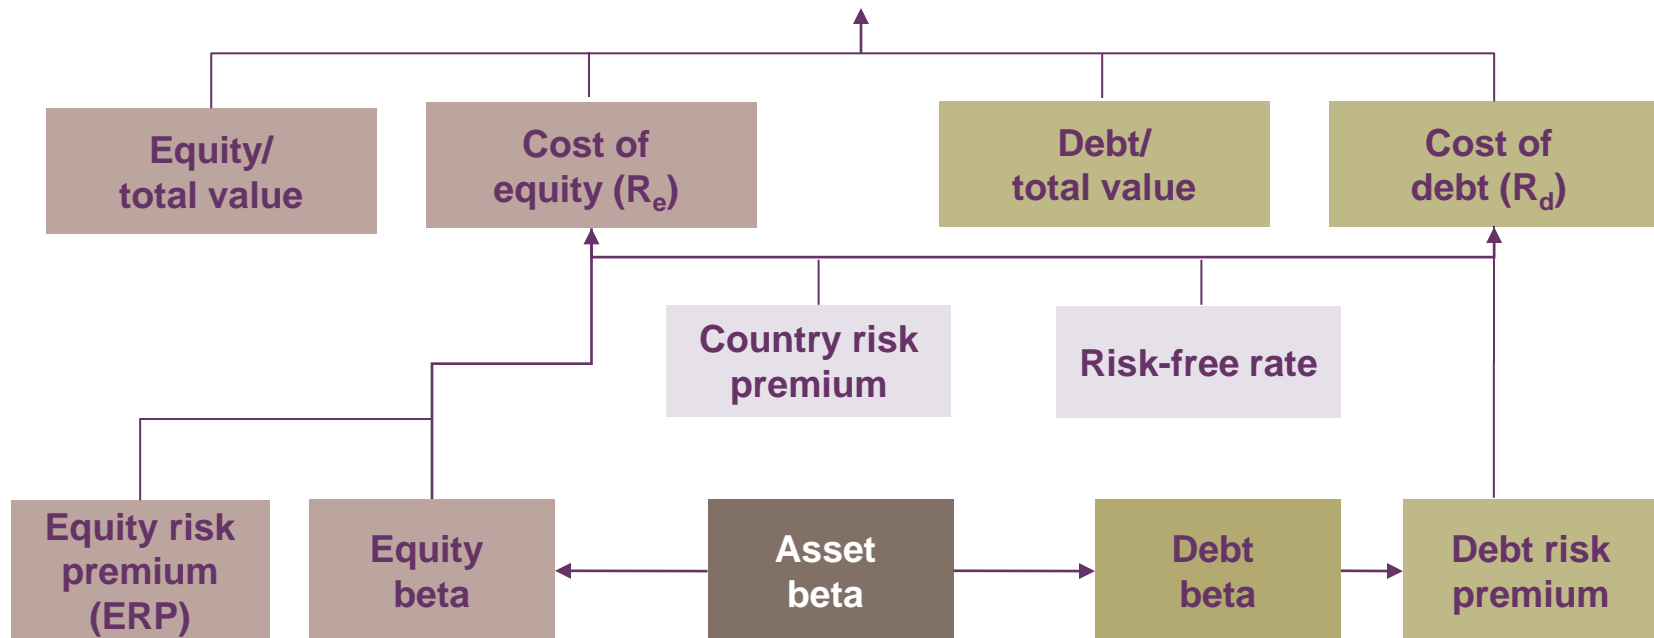 Equity/
total value
Cost of
equity (Re)
Debt/
total value
Cost of
debt (Rd)
Country risk
premium
Risk-free rate
Equity risk
premium
(ERP)
Equity
beta
Asset
beta
Debt
beta
Debt risk
premium